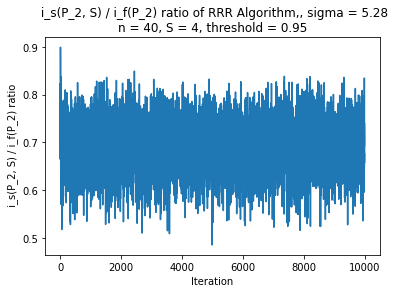 i_s(P_2, S) / i_f(P_2) ratio of RRR Algorithm,, sigma = 5.28
n = 40, S = 4, threshold = 0.95
0.9
0.8
0.7
0.6
0.5
i_s(P_2, S) / i_f(P_2) ratio
0 2000 4000 6000 8000 10000
Iteration